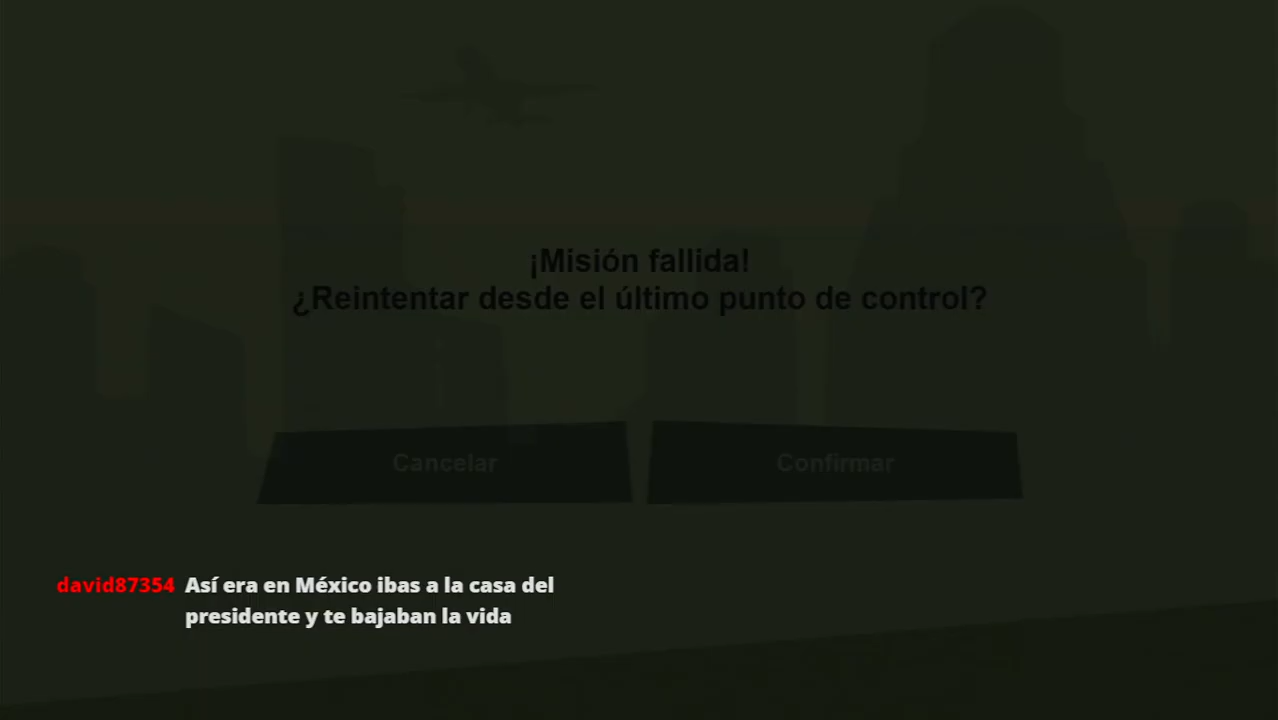 ¡Misión fallida!
¿Reintentar desde el último punto de control?
Cancelar
Confirmar
david87354 Así era en México ibas a la casa del
presidente y te bajaban la vida